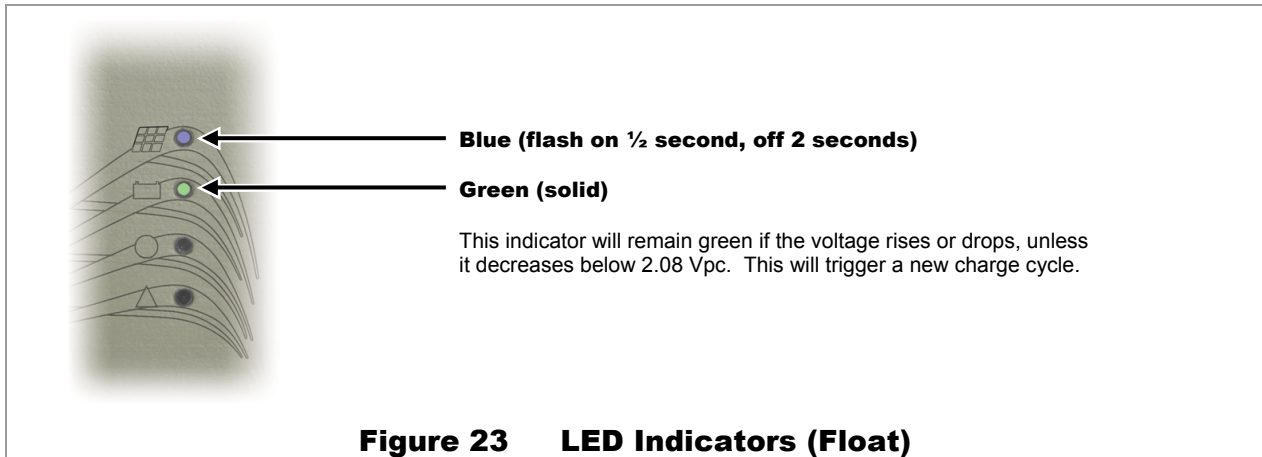 Blue (flash on ½ second, off 2 seconds)
Green (solid)
This indicator will remain green if the voltage rises or drops, unless
it decreases below 2.08 Vpc.  This will trigger a new charge cycle.
Figure 23 LED Indicators (Float)